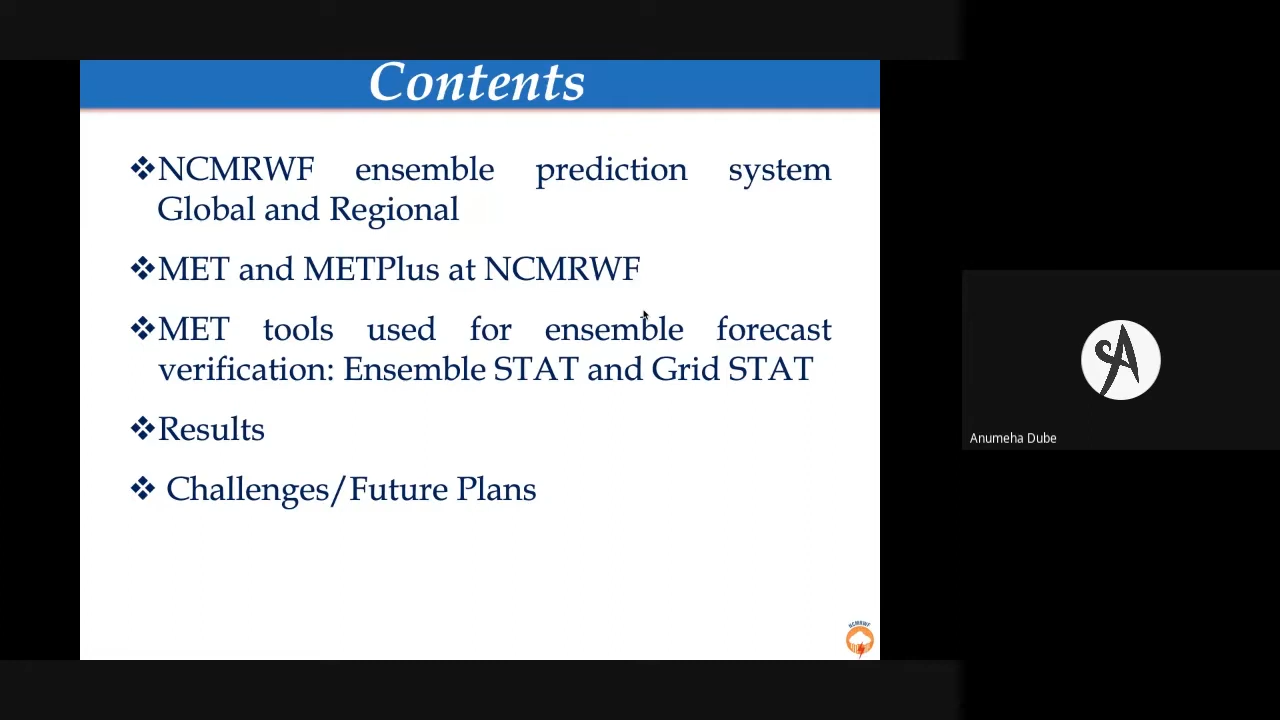 Contents
❖NCMRWF ensemble prediction system
Global and Regional
❖MET and METPlus at NCMRWF
❖MET tools used for ensemble forecast
verification: Ensemble STAT and Grid STAT
❖Results
❖ Challenges/Future Plans
NCMRWF
Anumeha Dube